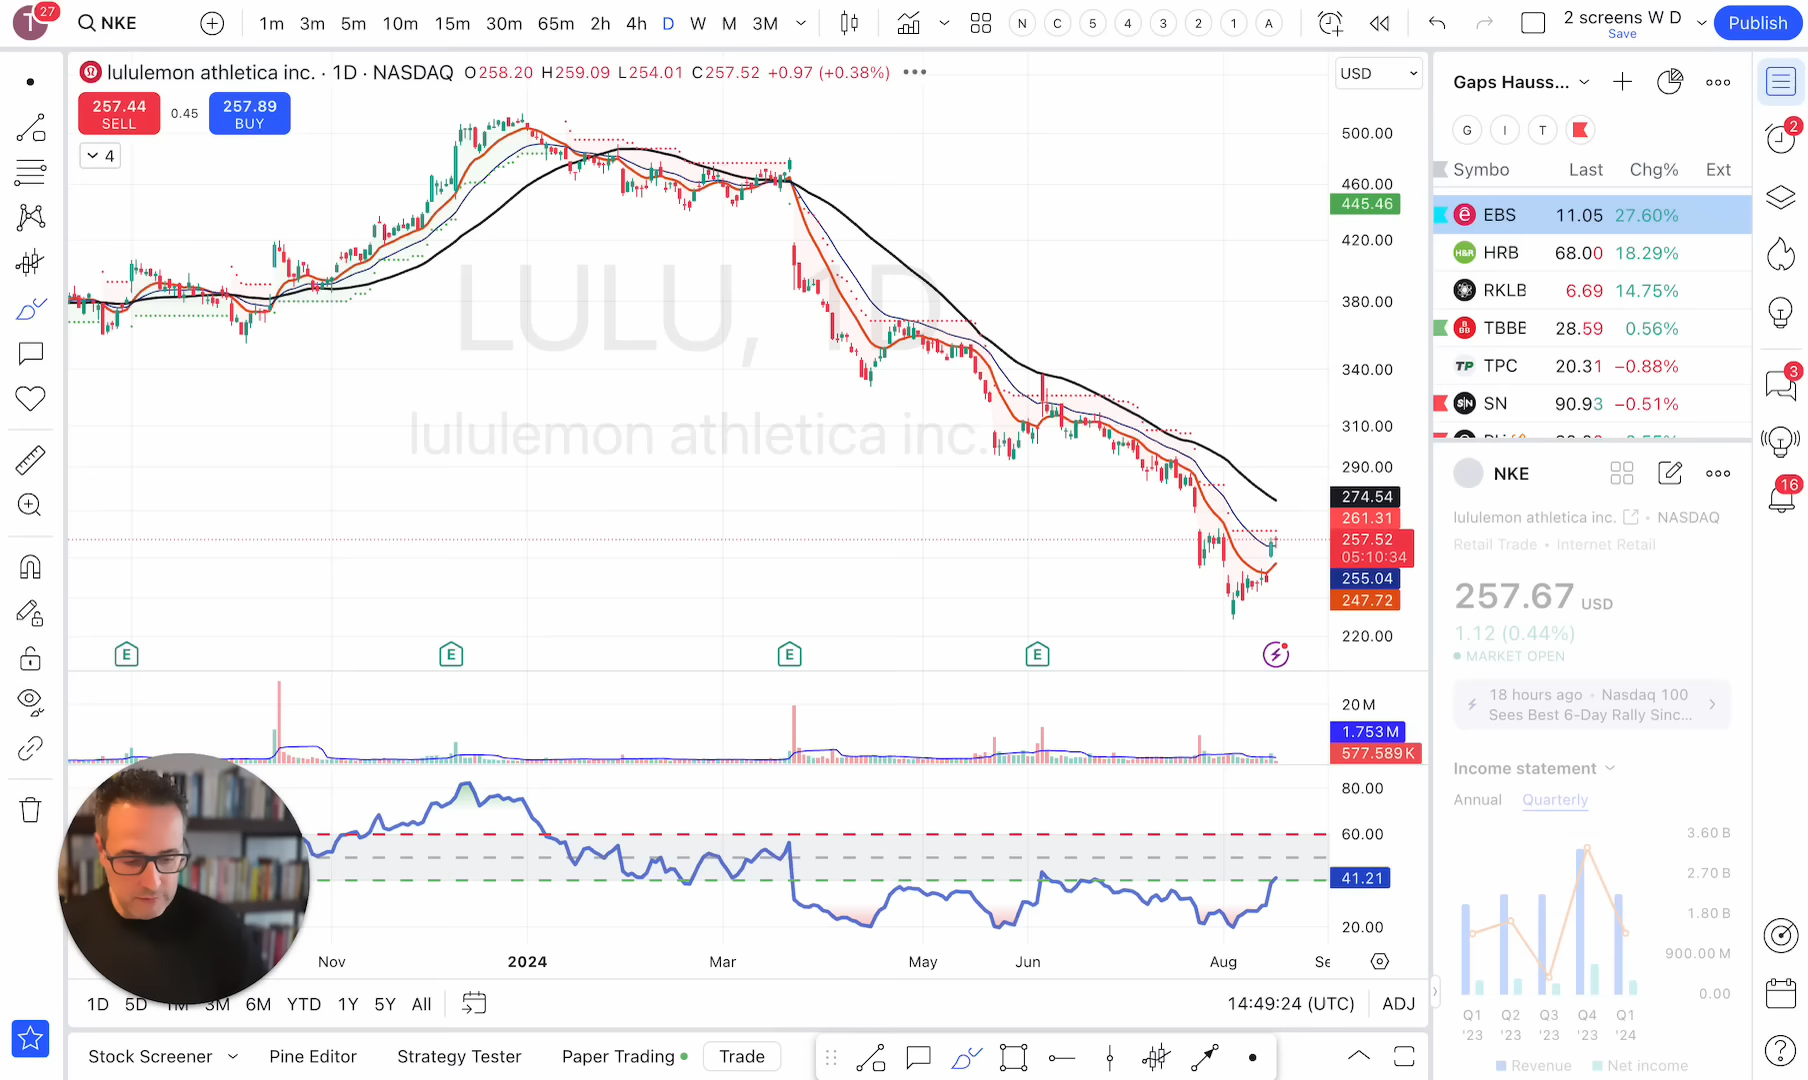 T 27 NKE 1m 3m 5m 10m 15m 30m 65m 2h 4h D W M 3M N C 5 4 3 2 1 A 2 screens W D Save Publish
lululemon athletica inc. · 1D · NASDAQ O258.20 H259.09 L254.01 C257.52 +0.97 (+0.38%)
USD
257.44
SELL
0.45
257.89
BUY
4
LULU, 1D
lululemon athletica inc.
500.00
460.00
445.46
420.00
380.00
340.00
310.00
290.00
274.54
261.31
257.52
05:10:34
255.04
247.72
220.00
E E E E
20 M
1.753 M
577.589 K
80.00
60.00
41.21
20.00
Nov 2024 Mar May Jun Aug Se
1D 5D 1M 3M 6M YTD 1Y 5Y All
14:49:24 (UTC) ADJ
Stock Screener Pine Editor Strategy Tester Paper Trading Trade
Gaps Hauss...
G I T
Symbo Last Chg% Ext
EBS 11.05 27.60%
HRB 68.00 18.29%
RKLB 6.69 14.75%
TBBB 28.59 0.56%
TPC 20.31 −0.88%
SN 90.93 −0.51%
NKE
lululemon athletica inc. • NASDAQ
Retail Trade • Internet Retail
257.67 USD
1.12 (0.44%)
MARKET OPEN
18 hours ago • Nasdaq 100
Sees Best 6-Day Rally Sinc...
Income statement
Annual Quarterly
3.60 B
2.70 B
1.80 B
900.00 M
0.00
Q1 Q2 Q3 Q4 Q1
'23 '23 '23 '23 '24
Revenue Net income
2
3
16